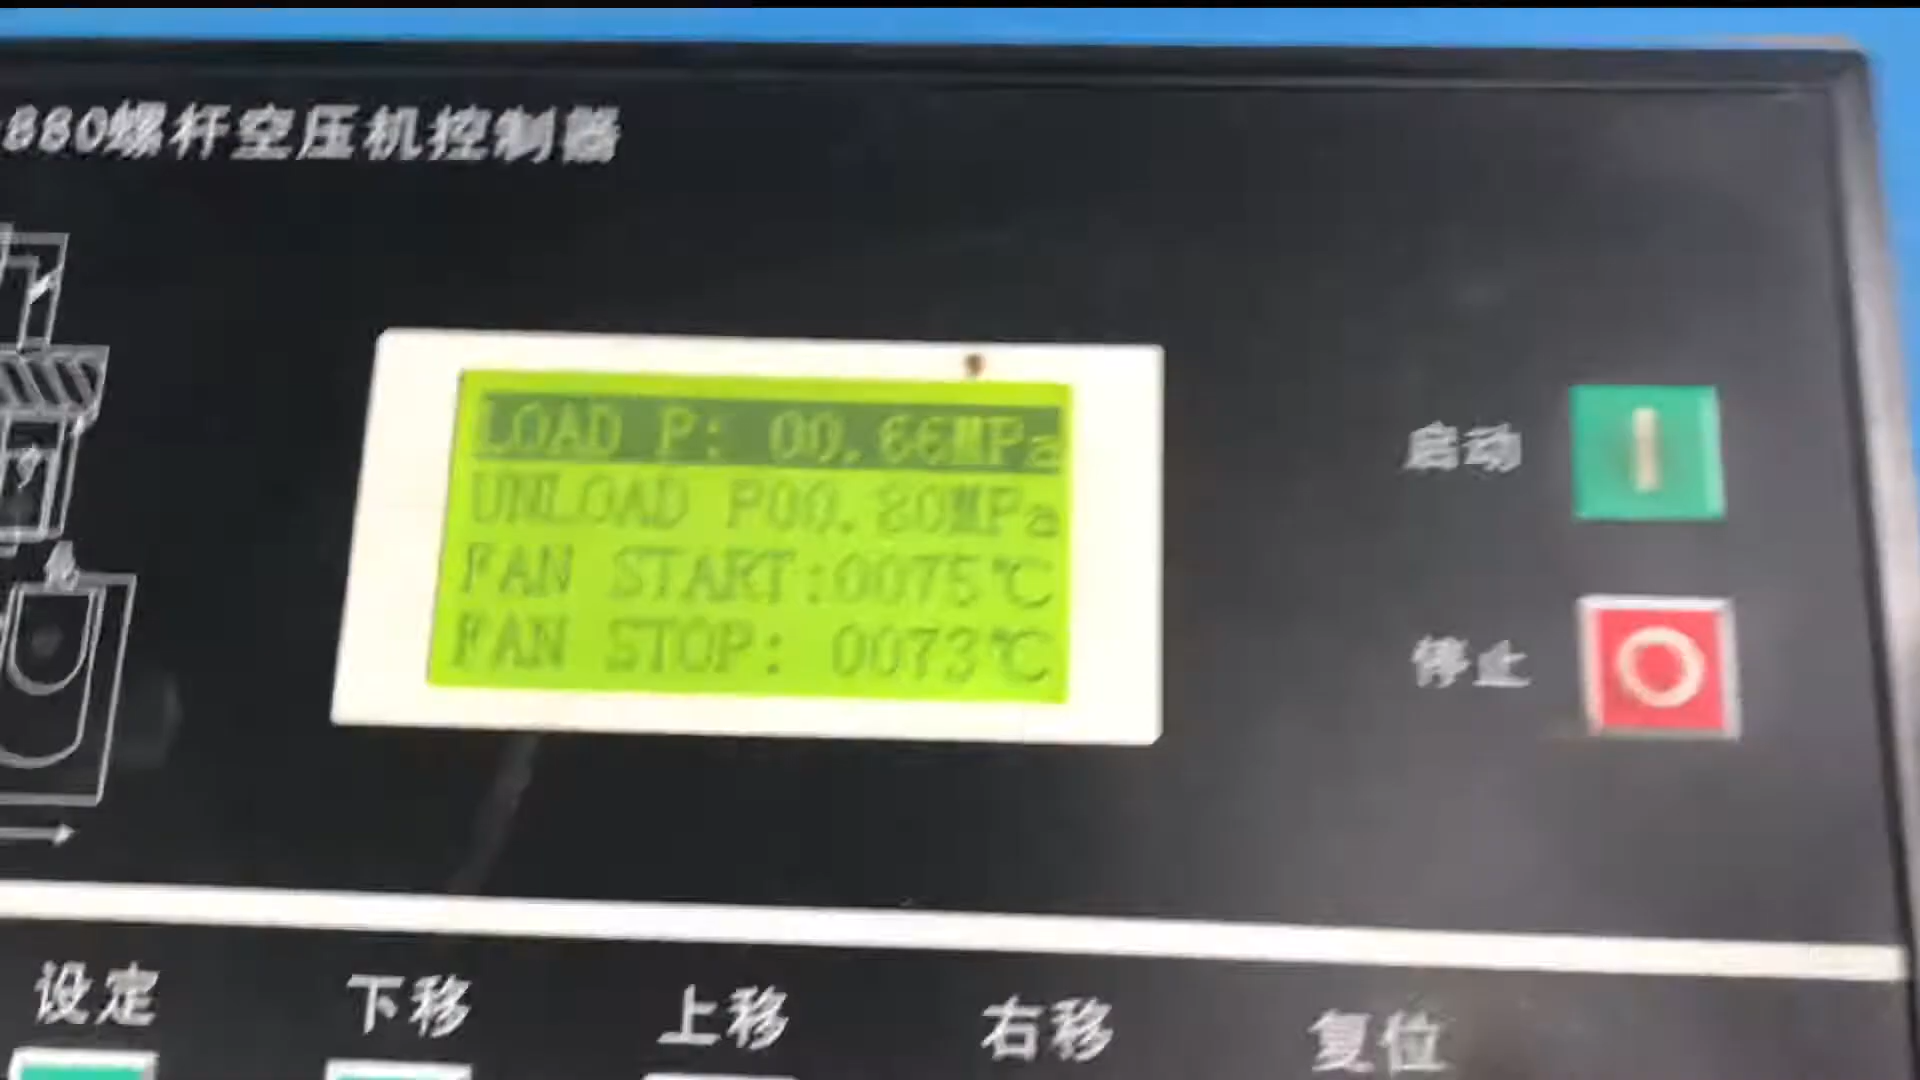 880螺杆空压机控制器
LOAD P: 00.66MPa
UNLOAD P00.80MPa
FAN START:0075℃
FAN STOP: 0073℃
启动
停止
设定
下移
上移
右移
复位